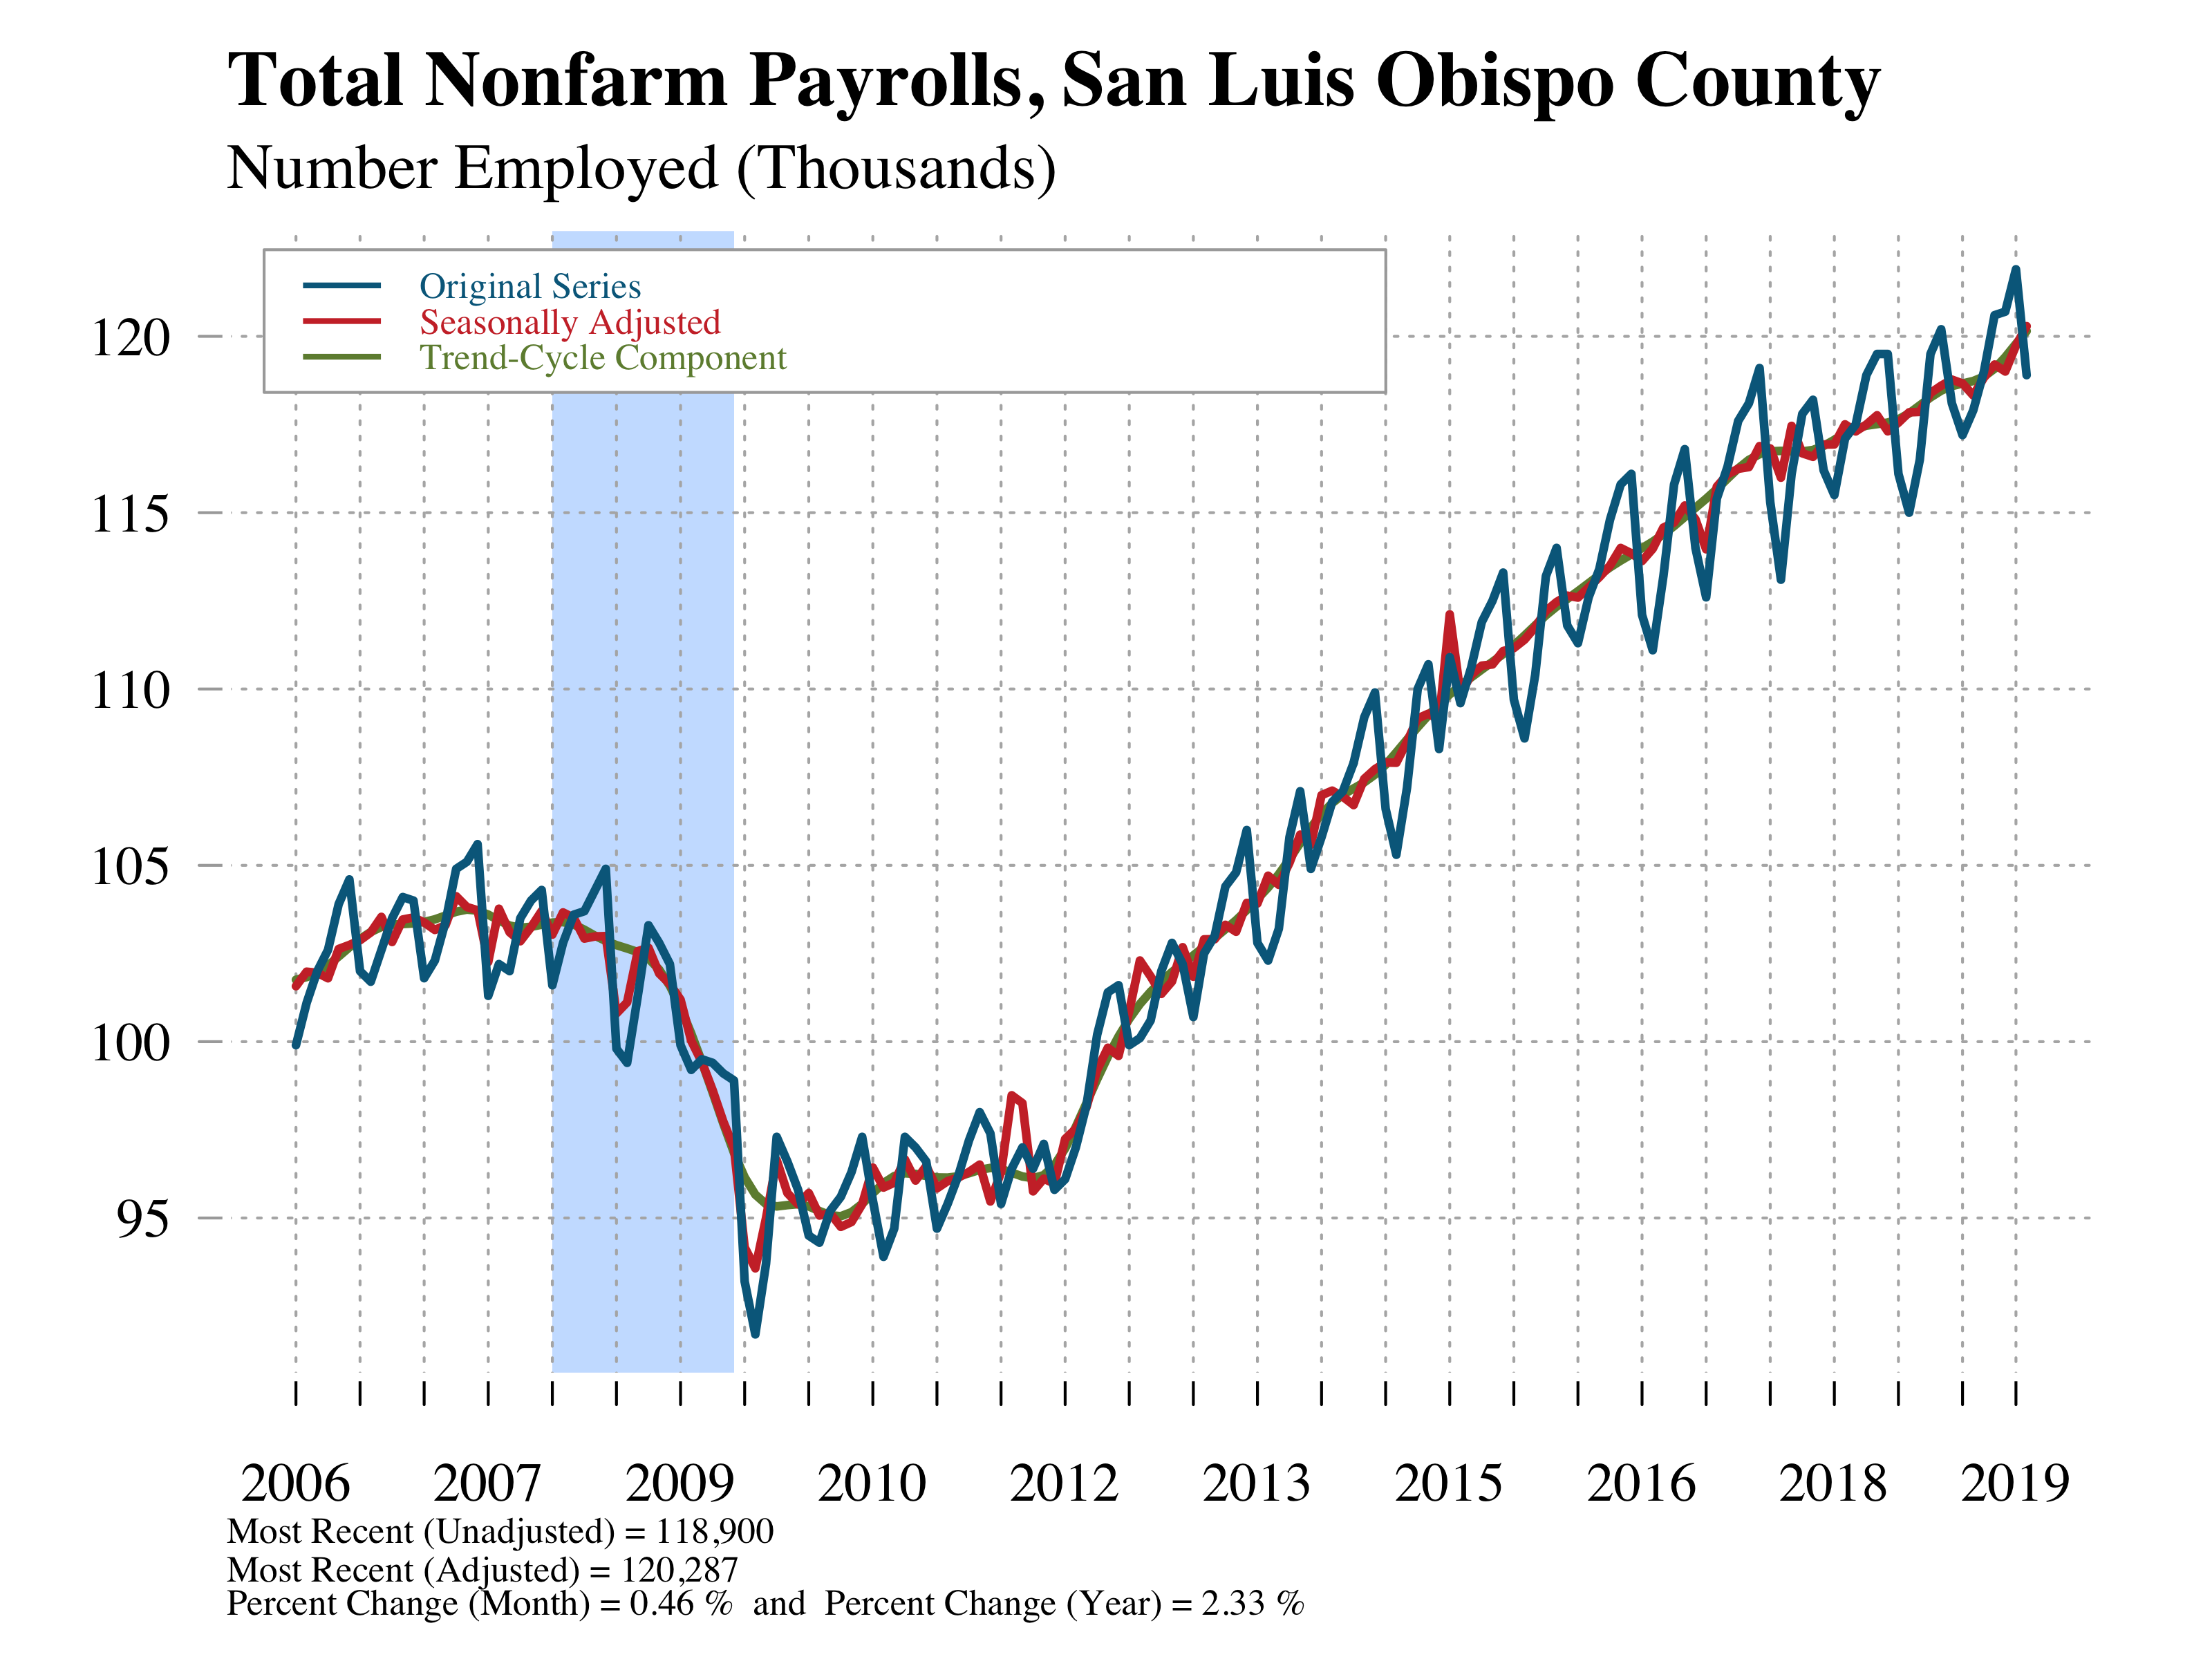 Total Nonfarm Payrolls, San Luis Obispo County
Number Employed (Thousands)
Original Series
Seasonally Adjusted
Trend-Cycle Component
120
115
110
105
100
95
2006 2007 2009 2010 2012 2013 2015 2016 2018 2019
Most Recent (Unadjusted) = 118,900
Most Recent (Adjusted) = 120,287
Percent Change (Month) = 0.46 % and Percent Change (Year) = 2.33 %